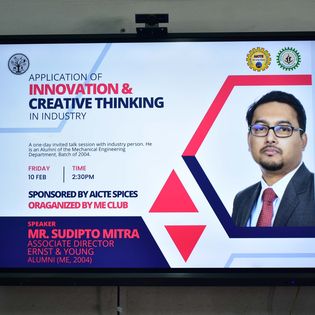 AICTE
APPLICATION OF
INNOVATION &
CREATIVE THINKING
IN INDUSTRY
A one-day invited talk session with industry person. He
is an Alumni of the Mechanical Engineering
Department, Batch of 2004.
FRIDAY
10 FEB
TIME
2:30PM
SPONSORED BY AICTE SPICES
ORAGANIZED BY ME CLUB
SPEAKER
MR. SUDIPTO MITRA
ASSOCIATE DIRECTOR
ERNST & YOUNG
ALUMNI (ME, 2004)